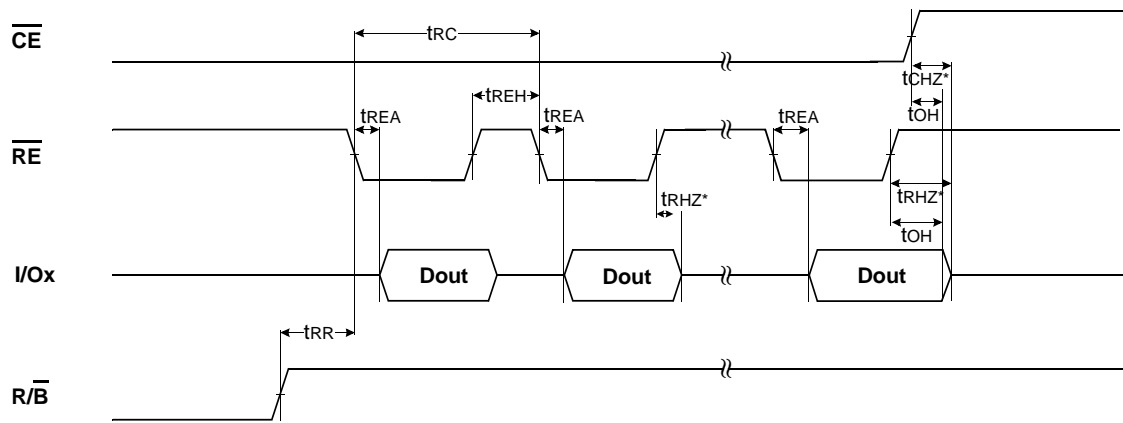 CE
tRC
tCHZ*
tREH
tOH
tREA
tREA
tREA
RE
tRHZ*
tRHZ*
tOH
I/Ox
Dout
Dout
Dout
tRR
R/B